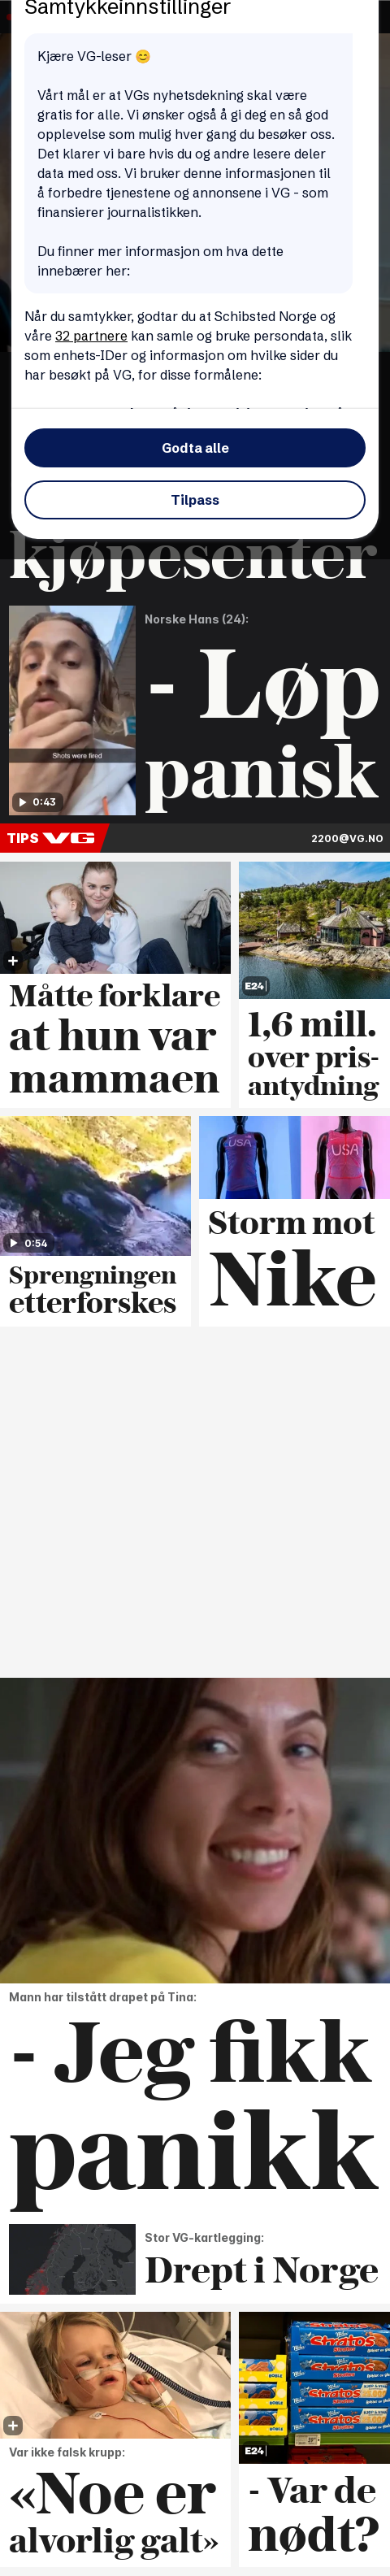 Samtykkeinnstillinger
Kjære VG-leser 😊
Vårt mål er at VGs nyhetsdekning skal være
gratis for alle. Vi ønsker også å gi deg en så god
opplevelse som mulig hver gang du besøker oss.
Det klarer vi bare hvis du og andre lesere deler
data med oss. Vi bruker denne informasjonen til
å forbedre tjenestene og annonsene i VG - som
finansierer journalistikken.
Du finner mer informasjon om hva dette
innebærer her:
Når du samtykker, godtar du at Schibsted Norge og
våre 32 partnere kan samle og bruke persondata, slik
som enhets-IDer og informasjon om hvilke sider du
har besøkt på VG, for disse formålene:
Godta alle
Tilpass
kjøpesenter
Shots were fired
0:43
Norske Hans (24):
- Løp
panisk
TIPS VG
2200@VG.NO
Måtte forklare
at hun var
mammaen
E24
1,6 mill.
over pris-
antydning
0:54
Sprengningen
etterforskes
USA
USA
Storm mot
Nike
Mann har tilstått drapet på Tina:
- Jeg fikk
panikk
Stor VG-kartlegging:
Drept i Norge
Var ikke falsk krupp:
«Noe er
alvorlig galt»
Stratos
Stratos
Stratos
Stratos
E24
- Var de
nødt?